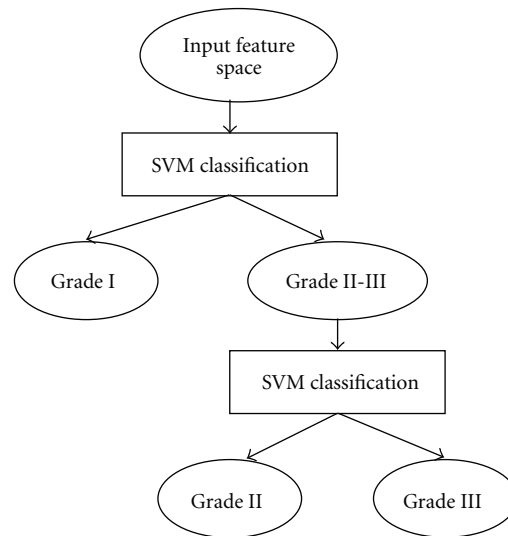 Input feature
space
SVM classification
Grade I
Grade II-III
SVM classification
Grade II
Grade III